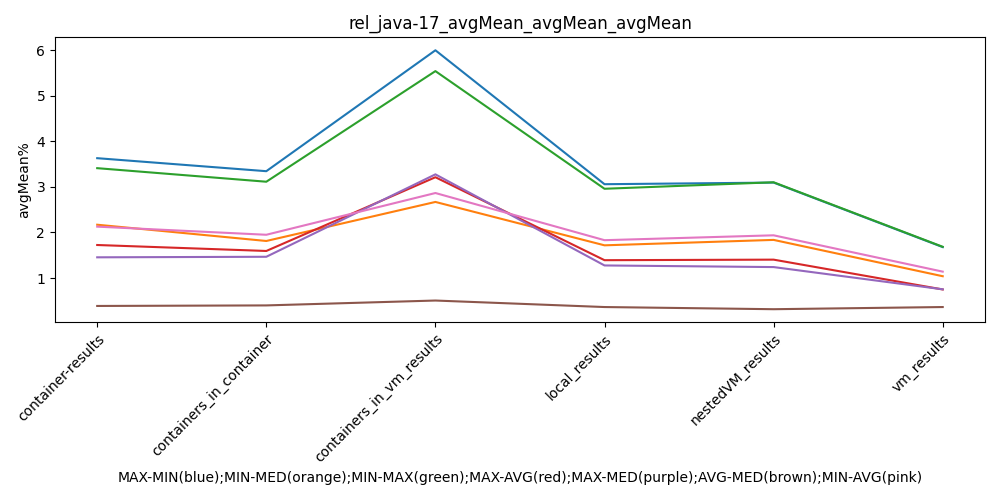 rel_java-17_avgMean_avgMean_avgMean
avgMean%
6
5
4
3
2
1
container-results
containers_in_container
containers_in_vm_results
local_results
nestedVM_results
vm_results
MAX-MIN(blue);MIN-MED(orange);MIN-MAX(green);MAX-AVG(red);MAX-MED(purple);AVG-MED(brown);MIN-AVG(pink)